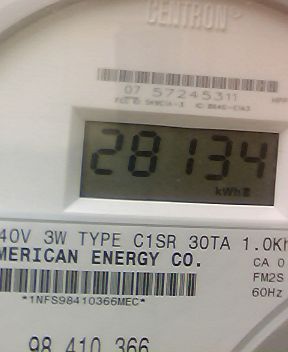 CENTRON®
07 57245311
28134
kWh
40V 3W TYPE C1SR 30TA 1.0Kh
MERICAN ENERGY CO.
CA 0
FM2S
*1NFS98410366MEC*
60Hz
98 410 366